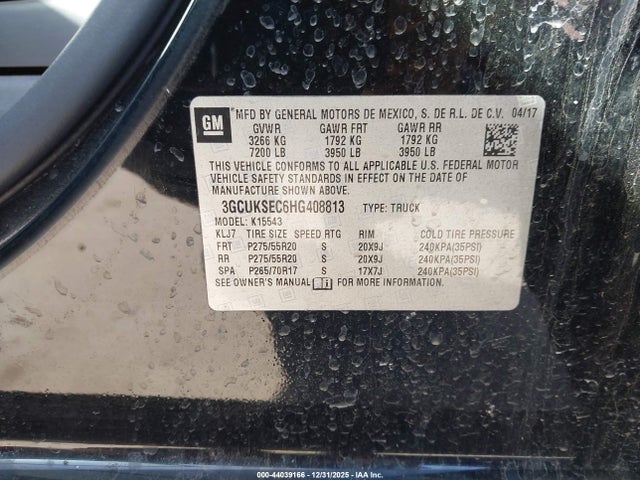 GM
MFD BY GENERAL MOTORS DE MEXICO, S. DE R.L. DE C.V. 04/17
GVWR GAWR FRT GAWR RR
3266 KG 1792 KG 1792 KG
7200 LB 3950 LB 3950 LB
THIS VEHICLE CONFORMS TO ALL APPLICABLE U.S. FEDERAL MOTOR
VEHICLE SAFETY STANDARDS IN EFFECT ON THE DATE OF
MANUFACTURE SHOWN ABOVE.
3GCUKSEC6HG408813 TYPE: TRUCK
MODEL: K15543
KLJ7 TIRE SIZE SPEED RTG RIM COLD TIRE PRESSURE
FRT P275/55R20 S 20X9J 240KPA(35PSI)
RR P275/55R20 S 20X9J 240KPA(35PSI)
SPA P265/70R17 S 17X7J 240KPA(35PSI)
SEE OWNER'S MANUAL i FOR MORE INFORMATION.
000-44039166 - 12/31/2025 - © IAA Inc.